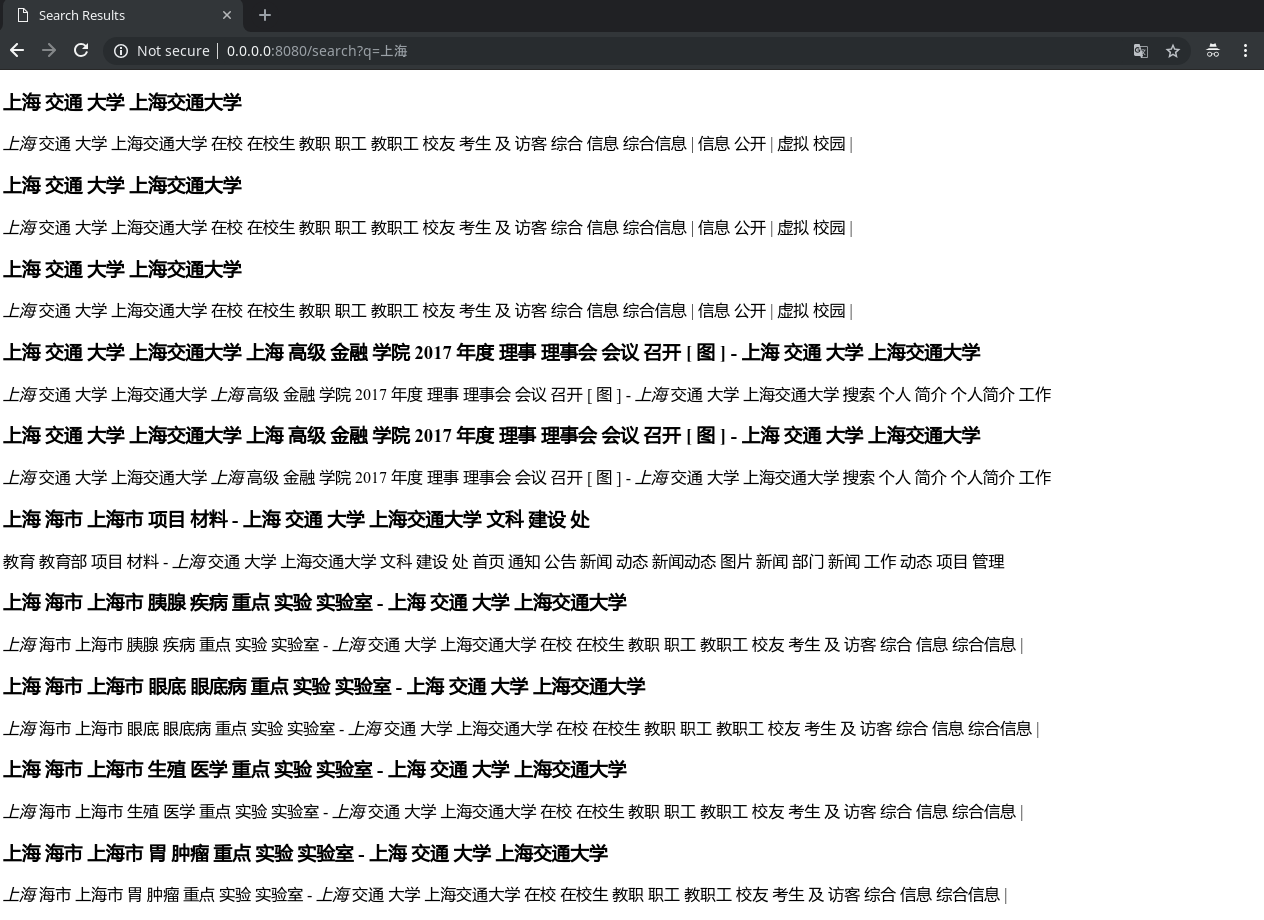 Search Results
Not secure | 0.0.0.0:8080/search?q=上海
上海 交通 大学 上海交通大学
上海 交通 大学 上海交通大学 在校 在校生 教职 职工 教职工 校友 考生 及 访客 综合 信息 综合信息 | 信息 公开 | 虚拟 校园 |
上海 交通 大学 上海交通大学
上海 交通 大学 上海交通大学 在校 在校生 教职 职工 教职工 校友 考生 及 访客 综合 信息 综合信息 | 信息 公开 | 虚拟 校园 |
上海 交通 大学 上海交通大学
上海 交通 大学 上海交通大学 在校 在校生 教职 职工 教职工 校友 考生 及 访客 综合 信息 综合信息 | 信息 公开 | 虚拟 校园 |
上海 交通 大学 上海交通大学 上海 高级 金融 学院 2017 年度 理事 理事会 会议 召开 [ 图 ] - 上海 交通 大学 上海交通大学
上海 交通 大学 上海交通大学 上海 高级 金融 学院 2017 年度 理事 理事会 会议 召开 [ 图 ] - 上海 交通 大学 上海交通大学 搜索 个人 简介 个人简介 工作
上海 交通 大学 上海交通大学 上海 高级 金融 学院 2017 年度 理事 理事会 会议 召开 [ 图 ] - 上海 交通 大学 上海交通大学
上海 交通 大学 上海交通大学 上海 高级 金融 学院 2017 年度 理事 理事会 会议 召开 [ 图 ] - 上海 交通 大学 上海交通大学 搜索 个人 简介 个人简介 工作
上海 海市 上海市 项目 材料 - 上海 交通 大学 上海交通大学 文科 建设 处
教育 教育部 项目 材料 - 上海 交通 大学 上海交通大学 文科 建设 处 首页 通知 公告 新闻 动态 新闻动态 图片 新闻 部门 新闻 工作 动态 项目 管理
上海 海市 上海市 胰腺 疾病 重点 实验 实验室 - 上海 交通 大学 上海交通大学
上海 海市 上海市 胰腺 疾病 重点 实验 实验室 - 上海 交通 大学 上海交通大学 在校 在校生 教职 职工 教职工 校友 考生 及 访客 综合 信息 综合信息 |
上海 海市 上海市 眼底 眼底病 重点 实验 实验室 - 上海 交通 大学 上海交通大学
上海 海市 上海市 眼底 眼底病 重点 实验 实验室 - 上海 交通 大学 上海交通大学 在校 在校生 教职 职工 教职工 校友 考生 及 访客 综合 信息 综合信息 |
上海 海市 上海市 生殖 医学 重点 实验 实验室 - 上海 交通 大学 上海交通大学
上海 海市 上海市 生殖 医学 重点 实验 实验室 - 上海 交通 大学 上海交通大学 在校 在校生 教职 职工 教职工 校友 考生 及 访客 综合 信息 综合信息 |
上海 海市 上海市 胃 肿瘤 重点 实验 实验室 - 上海 交通 大学 上海交通大学
上海 海市 上海市 胃 肿瘤 重点 实验 实验室 - 上海 交通 大学 上海交通大学 在校 在校生 教职 职工 教职工 校友 考生 及 访客 综合 信息 综合信息 |